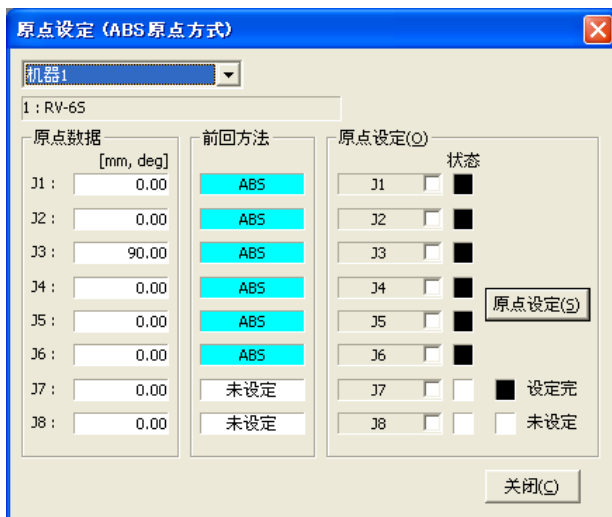 原点设定 (ABS原点方式)
机器1
1 : RV-6S
原点数据 前回方法 原点设定(O)
[mm, deg] 状态
J1 : 0.00 ABS J1
J2 : 0.00 ABS J2
J3 : 90.00 ABS J3
J4 : 0.00 ABS J4
原点设定(S)
J5 : 0.00 ABS J5
J6 : 0.00 ABS J6
J7 : 0.00 未设定 J7 设定完
J8 : 0.00 未设定 J8 未设定
关闭(C)